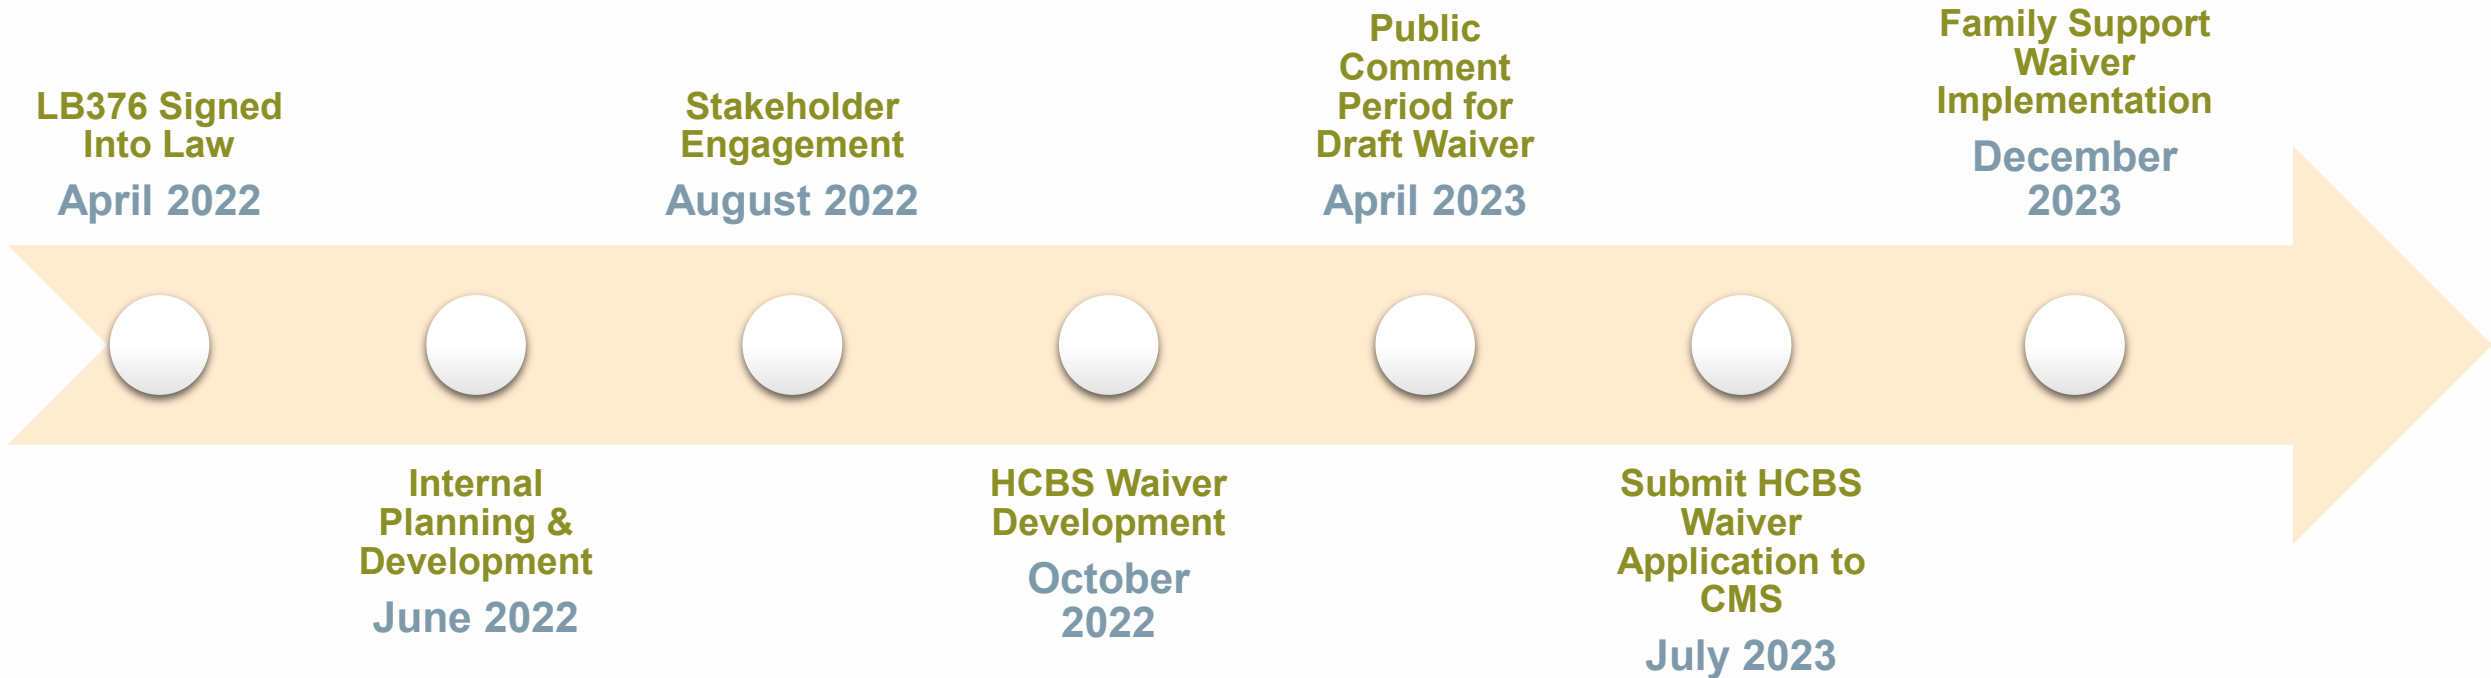 LB376 Signed
Into Law
April 2022
Internal
Planning &
Development
June 2022
Stakeholder
Engagement
August 2022
HCBS Waiver
Development
October
2022
Public
Comment
Period for
Draft Waiver
April 2023
Submit HCBS
Waiver
Application to
CMS
July 2023
Family Support
Waiver
Implementation
December
2023